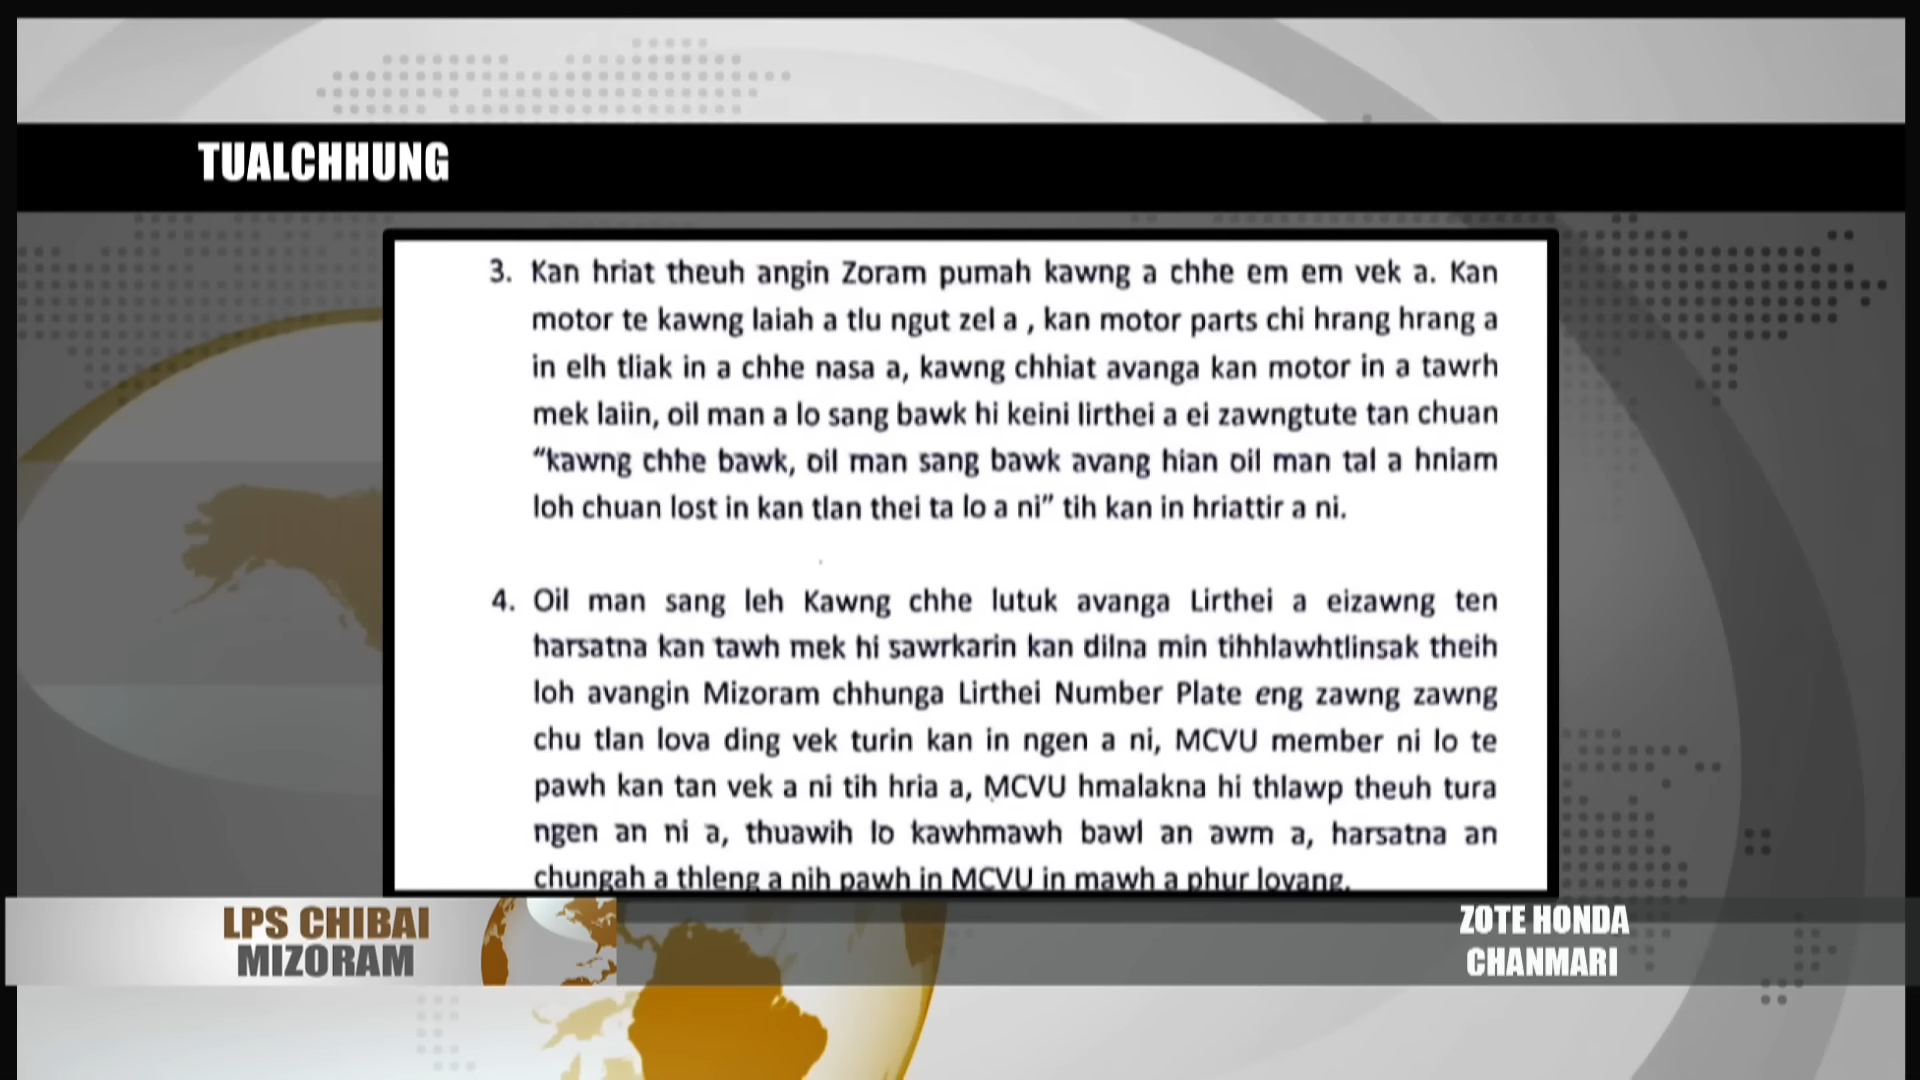 TUALCHHUNG
3. Kan hriat theuh angin Zoram pumah kawng a chhe em em vek a. Kan
motor te kawng laiah a tlu ngut zel a , kan motor parts chi hrang hrang a
in elh tliak in a chhe nasa a, kawng chhiat avanga kan motor in a tawrh
mek laiin, oil man a lo sang bawk hi keini lirthei a ei zawngtute tan chuan
“kawng chhe bawk, oil man sang bawk avang hian oil man tal a hniam
loh chuan lost in kan tlan thei ta lo a ni” tih kan in hriattir a ni.
4. Oil man sang leh Kawng chhe lutuk avanga Lirthei a eizawng ten
harsatna kan tawh mek hi sawrkarin kan dilna min tihhlawhtlinsak theih
loh avangin Mizoram chhunga Lirthei Number Plate eng zawng zawng
chu tlan lova ding vek turin kan in ngen a ni, MCVU member ni lo te
pawh kan tan vek a ni tih hria a, MCVU hmalakna hi thlawp theuh tura
ngen an ni a, thuawih lo kawhmawh bawl an awm a, harsatna an
chungah a thleng a nih pawh in MCVU in mawh a phur lovang.
LPS CHIBAI
MIZORAM
ZOTE HONDA
CHANMARI